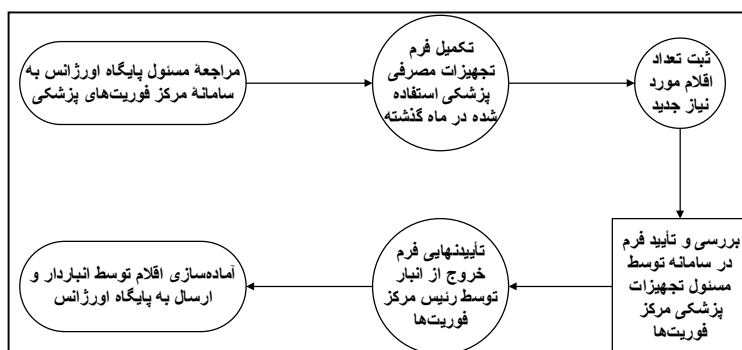 مراجعة مسئول پایگاه اورژانس به
سامانة مرکز فوریت‌های پزشکی
تکمیل فرم
تجهیزات مصرفی
پزشکی استفاده
شده در ماه گذشته
ثبت تعداد
اقلام مورد
نیاز جدید
بررسی و تأیید فرم
در سامانه توسط
مسئول تجهیزات
پزشکی مرکز
فوریت‌ها
تأییدنهایی فرم
خروج از انبار
توسط رئیس مرکز
فوریت‌ها
آماده‌سازی اقلام توسط انباردار و
ارسال به پایگاه اورژانس